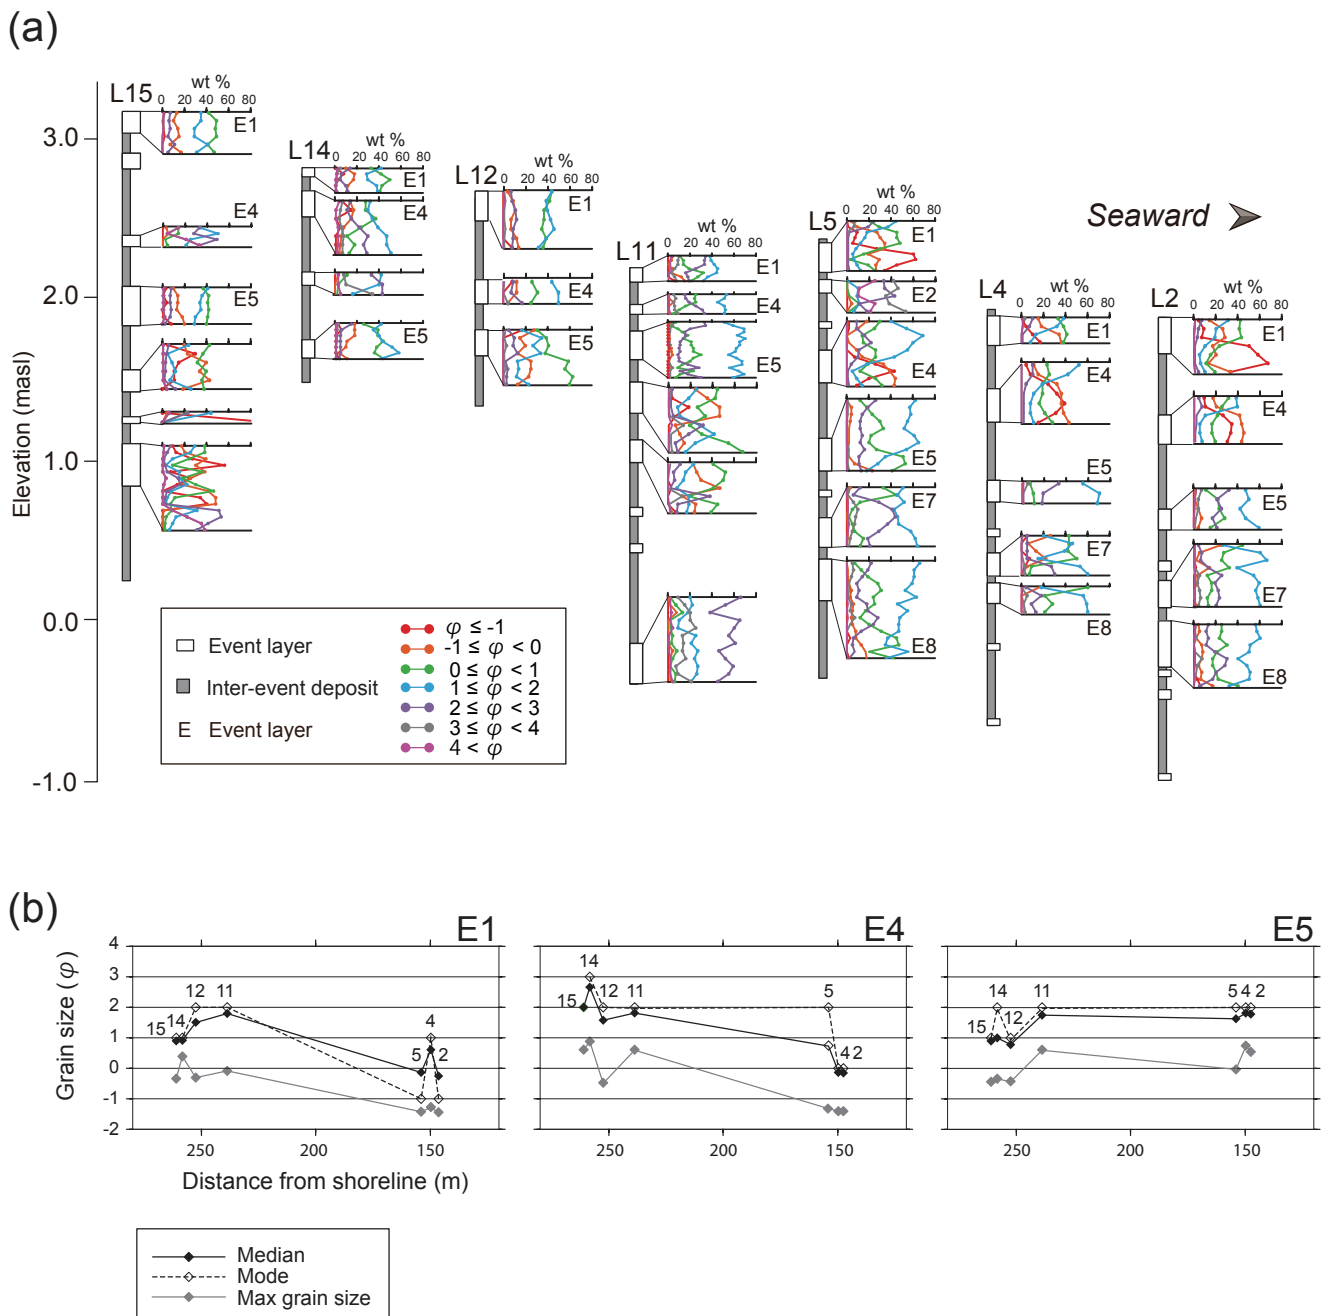 (a)
L15
wt %
0 20 40 60 80
E1
E4
E5
L14
wt %
0 20 40 60 80
E1
E4
E5
L12
wt %
0 20 40 60 80
E1
E4
E5
L11
wt %
0 20 40 60 80
E1
E4
E5
L5
wt %
0 20 40 60 80
E1
E2
E4
E5
E7
E8
Seaward
L4
wt %
0 20 40 60 80
E1
E4
E5
E7
E8
L2
wt %
0 20 40 60 80
E1
E4
E5
E7
E8
Elevation (masl)
3.0
2.0
1.0
0.0
-1.0
Event layer
Inter-event deposit
E Event layer
φ ≤ -1
-1 ≤ φ < 0
0 ≤ φ < 1
1 ≤ φ < 2
2 ≤ φ < 3
3 ≤ φ < 4
4 < φ
(b)
E1
E4
E5
Grain size (φ)
4
3
2
1
0
-1
-2
15 14 12 11 5 4 2
15 14 12 11 5 4 2
15 14 12 11 5 4 2
250 200 150
250 200 150
250 200 150
Distance from shoreline (m)
Median
Mode
Max grain size